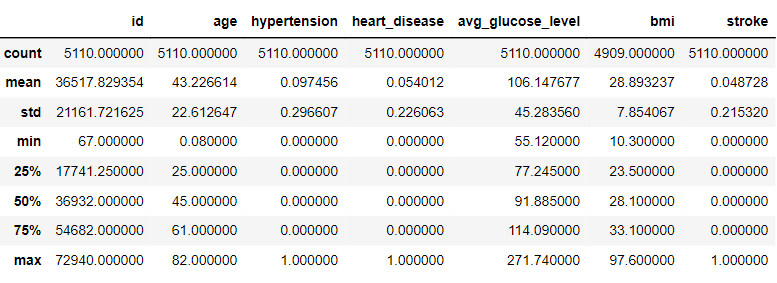 id age hypertension heart_disease avg_glucose_level bmi stroke
count 5110.000000 5110.000000 5110.000000 5110.000000 5110.000000 4909.000000 5110.000000
mean 36517.829354 43.226614 0.097456 0.054012 106.147677 28.893237 0.048728
std 21161.721625 22.612647 0.296607 0.226063 45.283560 7.854067 0.215320
min 67.000000 0.080000 0.000000 0.000000 55.120000 10.300000 0.000000
25% 17741.250000 25.000000 0.000000 0.000000 77.245000 23.500000 0.000000
50% 36932.000000 45.000000 0.000000 0.000000 91.885000 28.100000 0.000000
75% 54682.000000 61.000000 0.000000 0.000000 114.090000 33.100000 0.000000
max 72940.000000 82.000000 1.000000 1.000000 271.740000 97.600000 1.000000